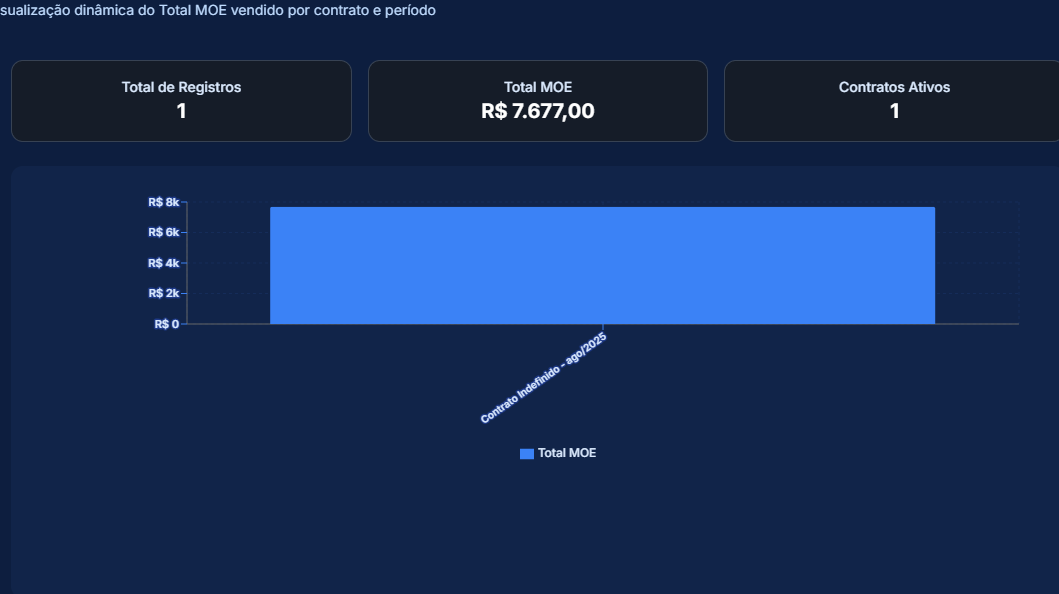 sualização dinâmica do Total MOE vendido por contrato e período
Total de Registros
1
Total MOE
R$ 7.677,00
Contratos Ativos
1
R$ 8k
R$ 6k
R$ 4k
R$ 2k
R$ 0
Contrato Indefinido - ago/2025
Total MOE